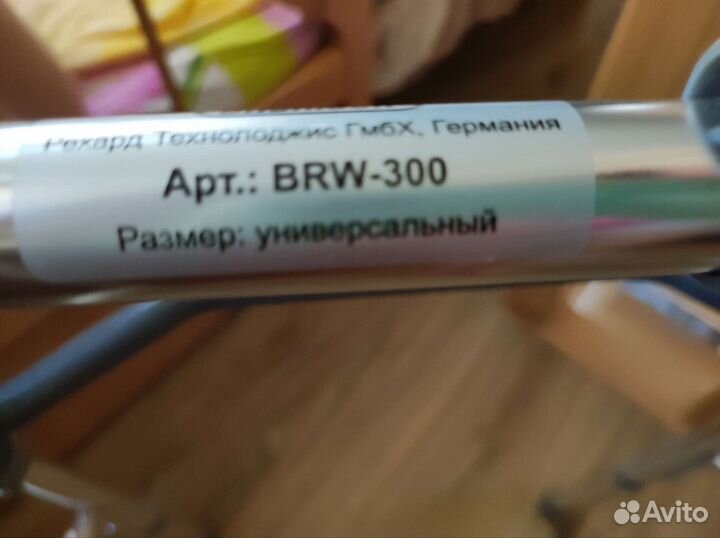 Рехард Технолоджис ГмбХ, Германия
Арт.: BRW-300
Размер: универсальный
Avito